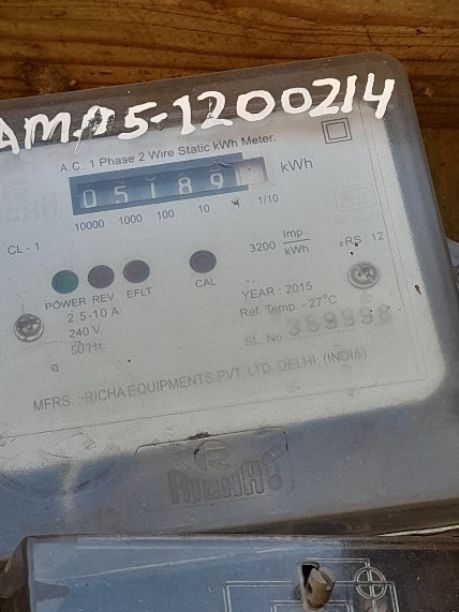 AMA5-1200214
A.C. 1 Phase 2 Wire Static kWh Meter.
05189 kWh
10000 1000 100 10 1 1/10
CL - 1
3200 Imp/kWh RS: 12
POWER REV EFLT CAL
2.5-10 A
240 V
50 Hz
YEAR : 2015
Ref. Temp. - 27°C
SL No. 359998
MFRS. :-RICHA EQUIPMENTS PVT. LTD. DELHI. (INDIA)
R
RICHA